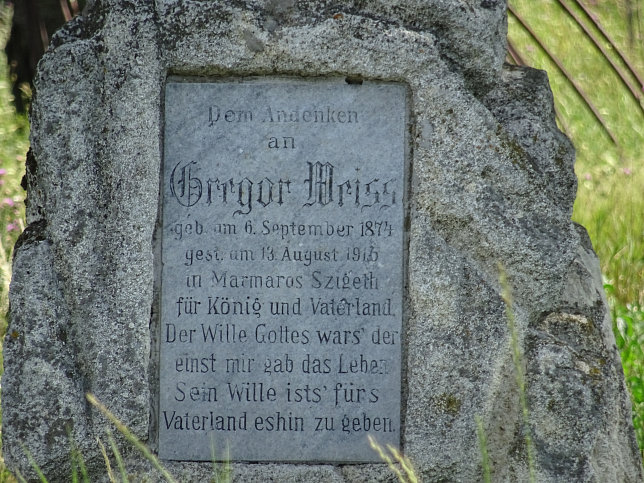 Dem Andenken
an
Gregor Weiss
geb. am 6. September 1874
gest. am 13. August 1916
in Marmaros Szigeth
für König und Vaterland.
Der Wille Gottes wars' der
einst mir gab das Leben
Sein Wille ists' fürs
Vaterland eshin zu geben.